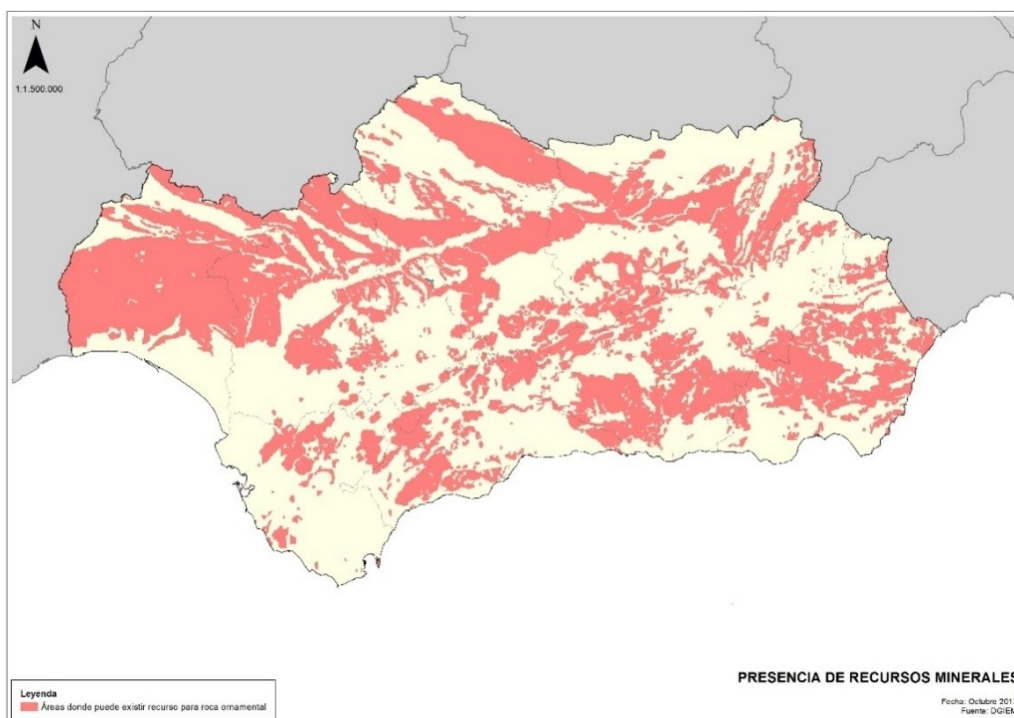 N
1:1.500.000
PRESENCIA DE RECURSOS MINERALES
Leyenda
Áreas donde puede existir recurso para roca ornamental
Fecha: Octubre
Fuente: DGIEM